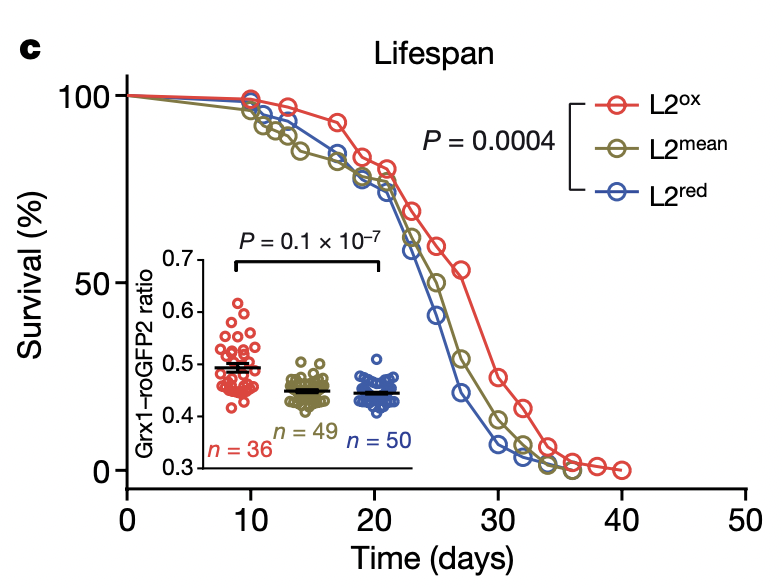 c
Lifespan
100
50
0
Survival (%)
0 10 20 30 40 50
Time (days)
P = 0.0004
L2ox
L2mean
L2red
P = 0.1 × 10–7
0.7
0.6
0.5
0.4
0.3
Grx1–roGFP2 ratio
n = 36
n = 49
n = 50